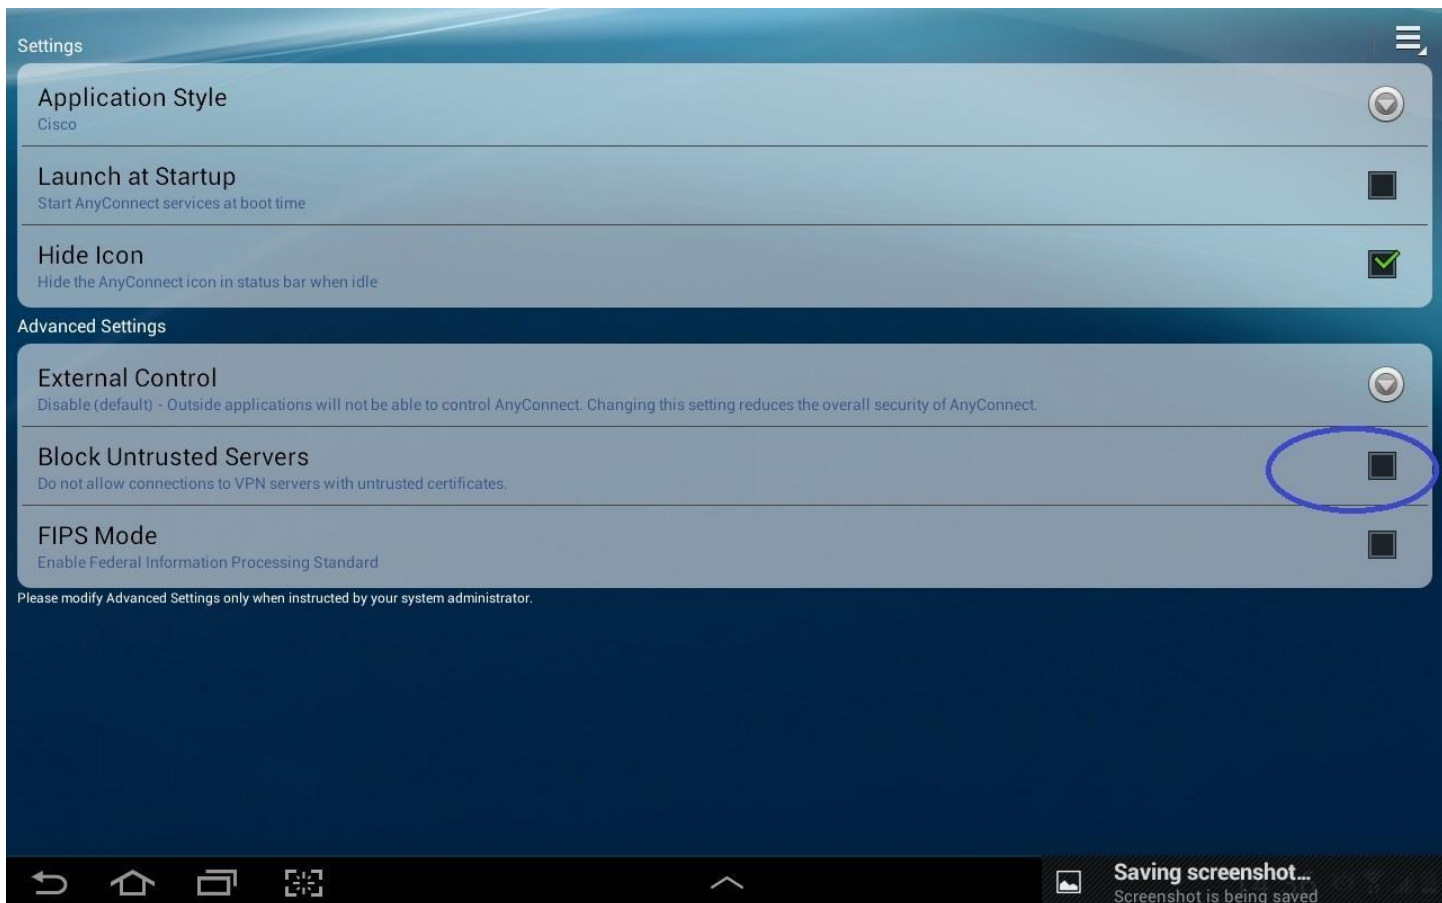 Settings
Application Style
Cisco
Launch at Startup
Start AnyConnect services at boot time
Hide Icon
Hide the AnyConnect icon in status bar when idle
Advanced Settings
External Control
Disable (default) - Outside applications will not be able to control AnyConnect. Changing this setting reduces the overall security of AnyConnect.
Block Untrusted Servers
Do not allow connections to VPN servers with untrusted certificates.
FIPS Mode
Enable Federal Information Processing Standard
Please modify Advanced Settings only when instructed by your system administrator.
Saving screenshot...
Screenshot is being saved